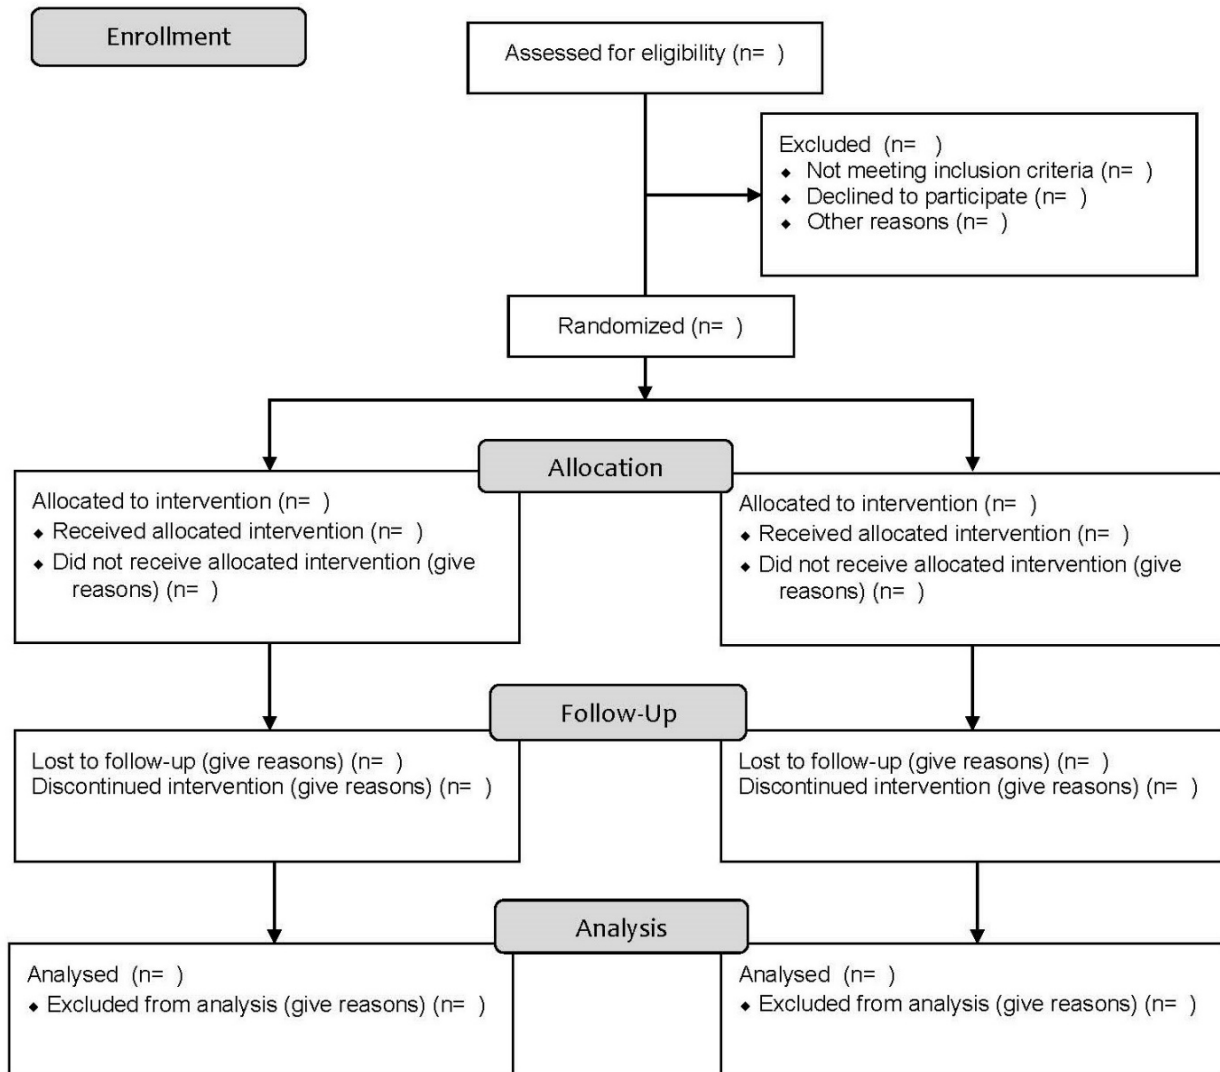 Enrollment
Assessed for eligibility (n=  )
Excluded  (n=  )
◆ Not meeting inclusion criteria (n=  )
◆ Declined to participate (n=  )
◆ Other reasons (n=  )
Randomized (n=  )
Allocation
Allocated to intervention (n=  )
◆ Received allocated intervention (n=  )
◆ Did not receive allocated intervention (give
reasons) (n=  )
Allocated to intervention (n=  )
◆ Received allocated intervention (n=  )
◆ Did not receive allocated intervention (give
reasons) (n=  )
Follow-Up
Lost to follow-up (give reasons) (n=  )
Discontinued intervention (give reasons) (n=  )
Lost to follow-up (give reasons) (n=  )
Discontinued intervention (give reasons) (n=  )
Analysis
Analysed  (n=  )
◆ Excluded from analysis (give reasons) (n=  )
Analysed  (n=  )
◆ Excluded from analysis (give reasons) (n=  )